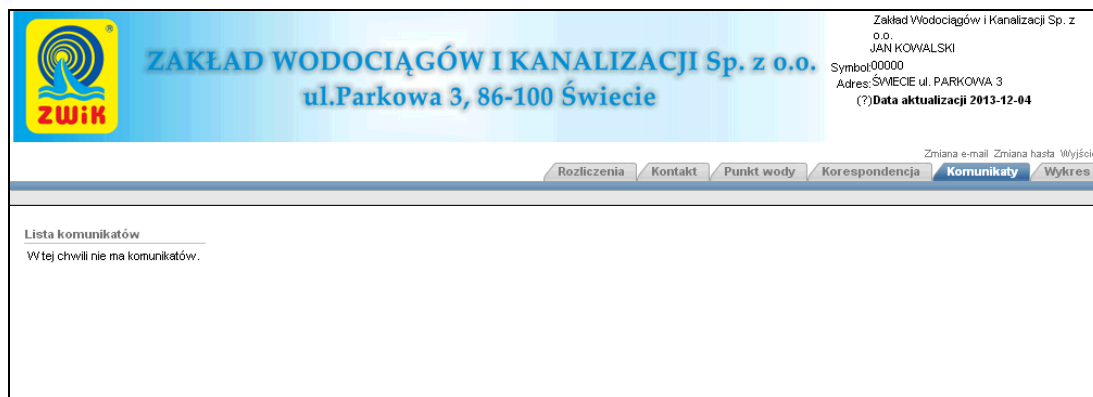 ZWiK
®
ZAKŁAD WODOCIĄGÓW I KANALIZACJI Sp. z o.o.
ul.Parkowa 3, 86-100 Świecie
Zakład Wodociągów i Kanalizacji Sp. z
o.o.
JAN KOWALSKI
Symbol:00000
Adres:ŚWIECIE ul. PARKOWA 3
(?)Data aktualizacji 2013-12-04
Zmiana e-mail Zmiana hasła Wyjście
Rozliczenia Kontakt Punkt wody Korespondencja Komunikaty Wykres
Lista komunikatów
W tej chwili nie ma komunikatów.